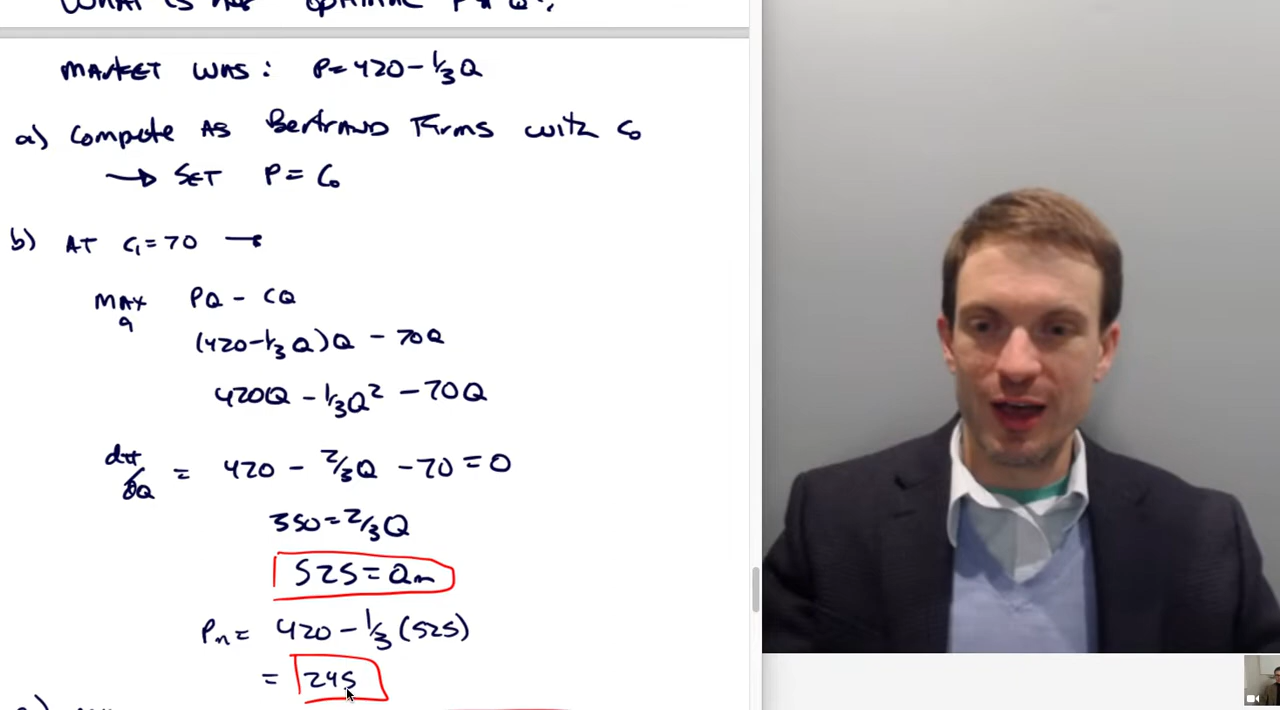 MARKET WAS: P=420-1/3Q
a) Compute AS Bertrand Firms with C₀
→ SET P= C₀
b) AT C₁=70 →
MAX PQ - CQ
q
(420-1/3Q)Q - 70Q
420Q - 1/3Q² - 70Q
dπ/∂Q = 420 - 2/3Q - 70 = 0
350=2/3Q
525=Qm
Pm= 420-1/3(525)
= 245